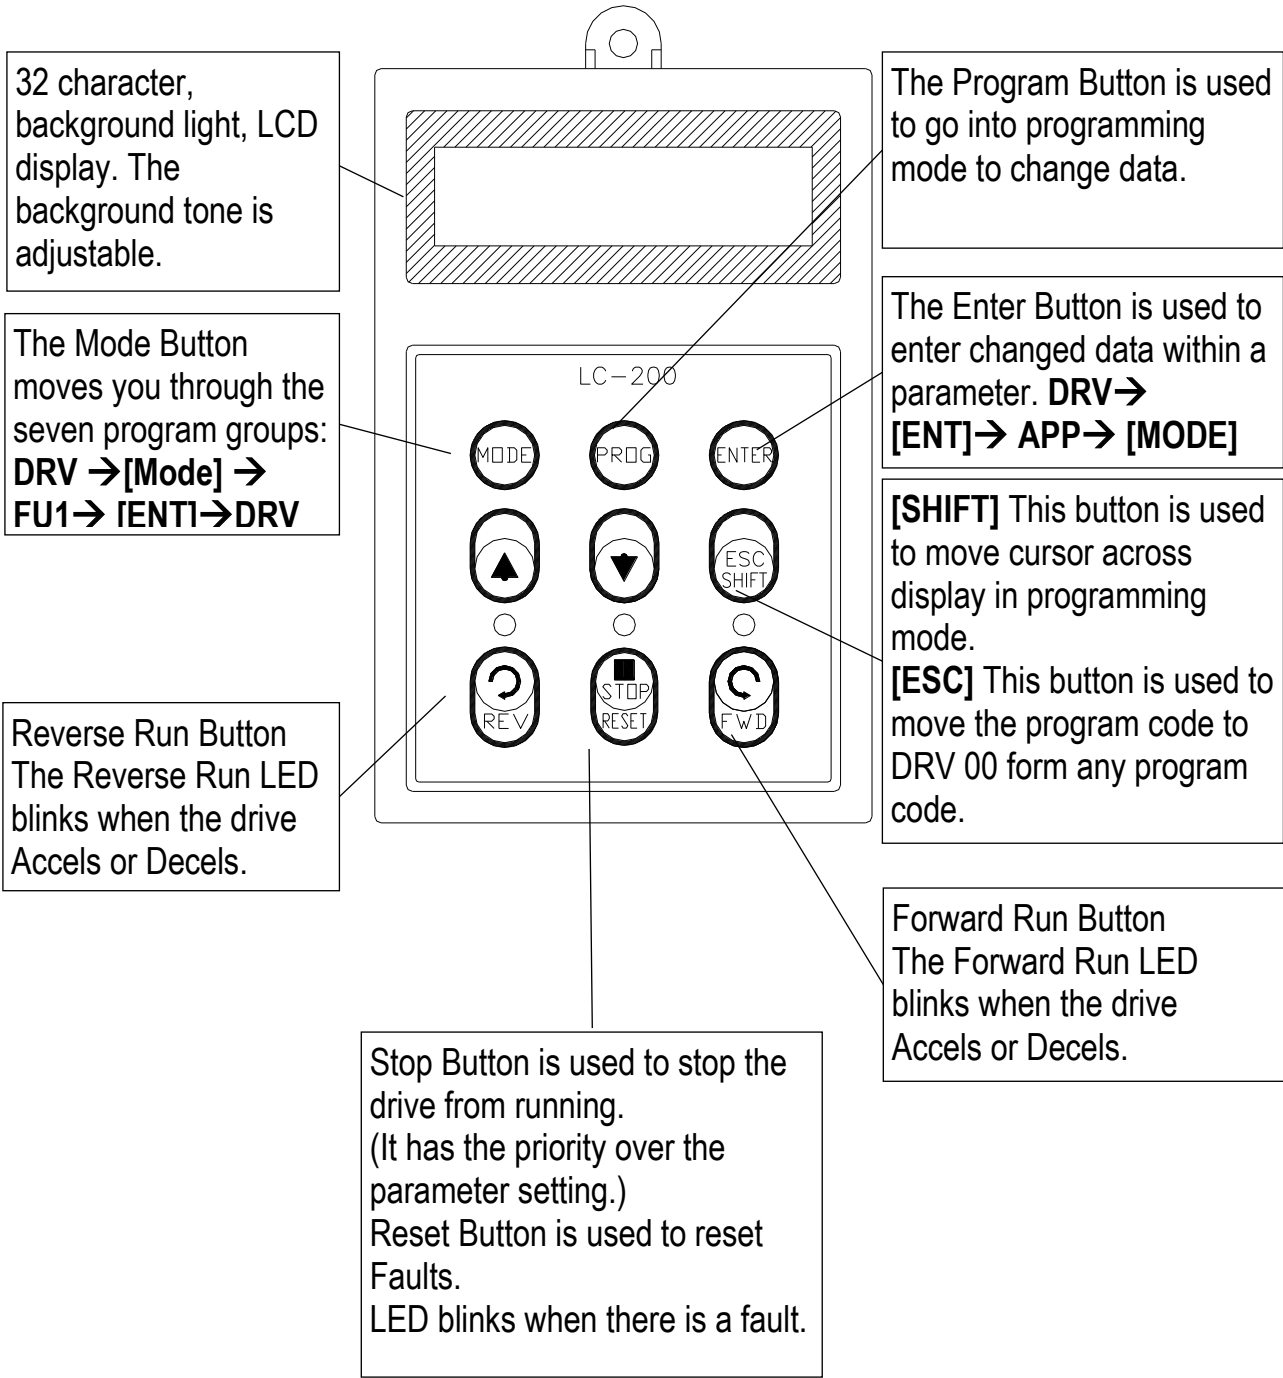 32 character,
background light, LCD
display. The
background tone is
adjustable.
The Mode Button
moves you through the
seven program groups:
DRV →[Mode] →
FU1→ [ENT]→DRV
Reverse Run Button
The Reverse Run LED
blinks when the drive
Accels or Decels.
LC-200
MODE
PROG
ENTER
ESC
SHIFT
REV
STOP
RESET
FWD
Stop Button is used to stop the
drive from running.
(It has the priority over the
parameter setting.)
Reset Button is used to reset
Faults.
LED blinks when there is a fault.
The Program Button is used
to go into programming
mode to change data.
The Enter Button is used to
enter changed data within a
parameter. DRV→
[ENT]→ APP→ [MODE]
[SHIFT] This button is used
to move cursor across
display in programming
mode.
[ESC] This button is used to
move the program code to
DRV 00 form any program
code.
Forward Run Button
The Forward Run LED
blinks when the drive
Accels or Decels.